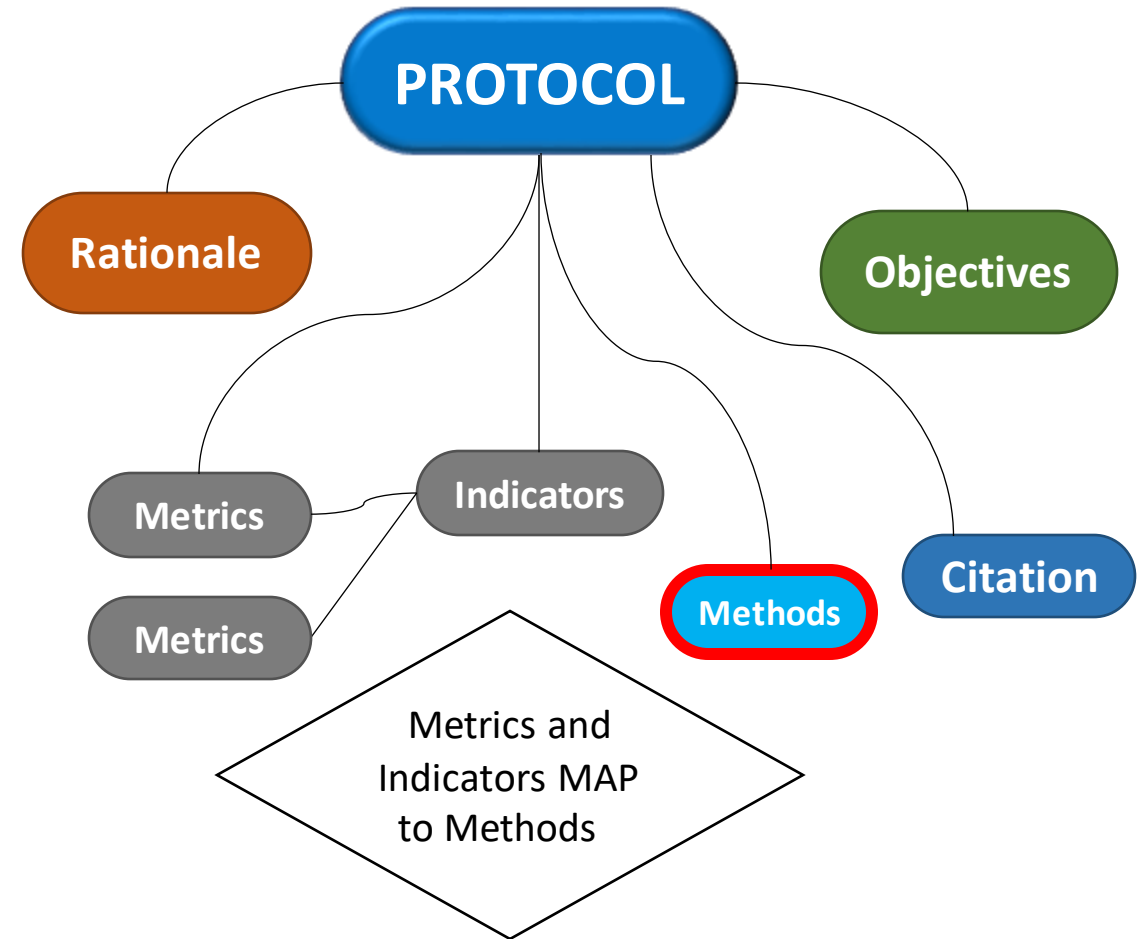 PROTOCOL
Rationale
Objectives
Metrics
Indicators
Citation
Methods
Metrics
Metrics and
Indicators MAP
to Methods